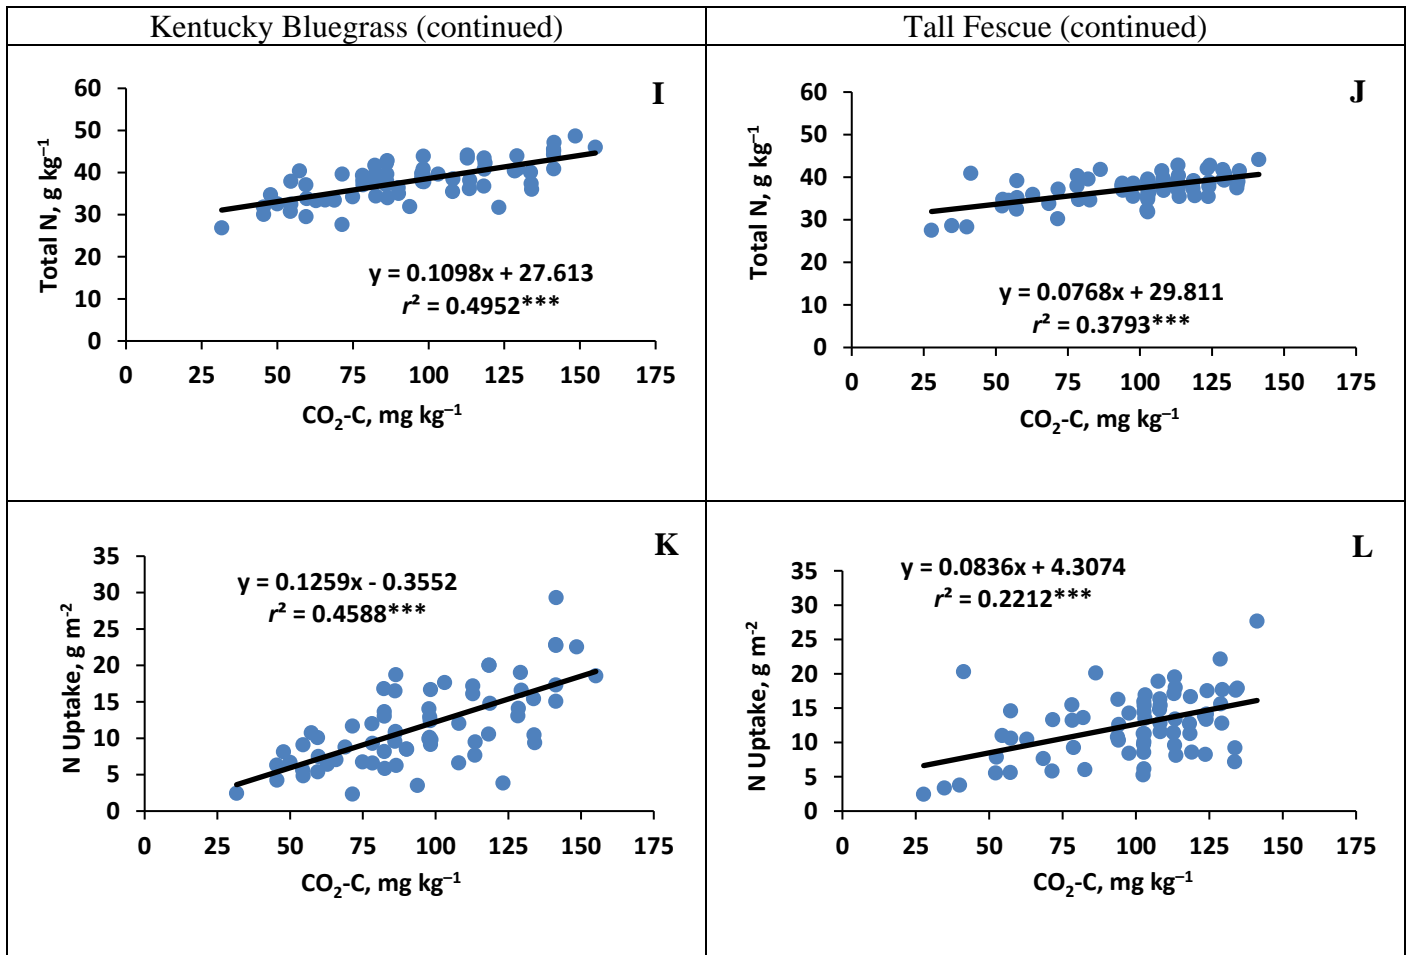 Kentucky Bluegrass (continued)
Tall Fescue (continued)
I
60
50
40
30
20
10
0
Total N, g kg⁻¹
y = 0.1098x + 27.613
r² = 0.4952***
0 25 50 75 100 125 150 175
CO₂-C, mg kg⁻¹
J
60
50
40
30
20
10
0
Total N, g kg⁻¹
y = 0.0768x + 29.811
r² = 0.3793***
0 25 50 75 100 125 150 175
CO₂-C, mg kg⁻¹
K
35
30
25
20
15
10
5
0
N Uptake, g m⁻²
y = 0.1259x - 0.3552
r² = 0.4588***
0 25 50 75 100 125 150 175
CO₂-C, mg kg⁻¹
L
35
30
25
20
15
10
5
0
N Uptake, g m⁻²
y = 0.0836x + 4.3074
r² = 0.2212***
0 25 50 75 100 125 150 175
CO₂-C, mg kg⁻¹